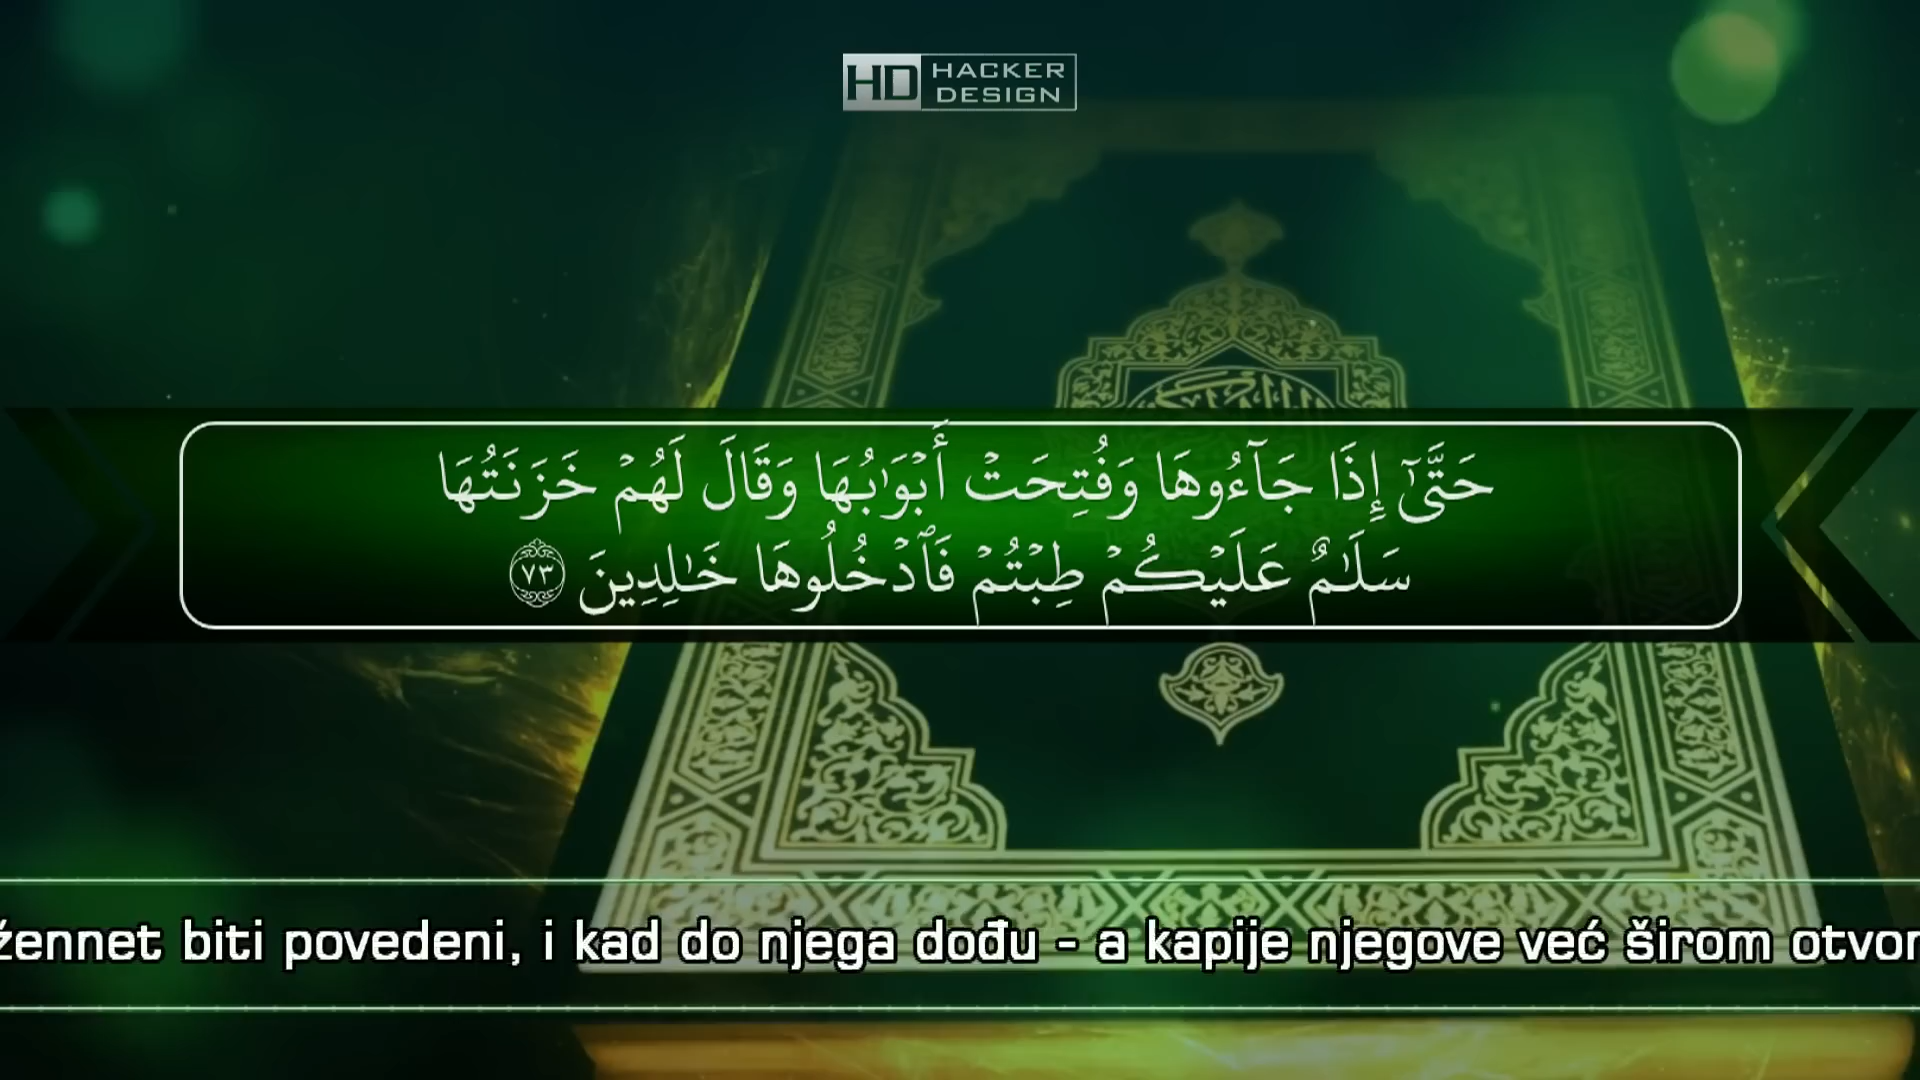 HD HACKER
DESIGN
حَتَّىٰٓ إِذَا جَآءُوهَا وَفُتِحَتْ أَبْوَٰبُهَا وَقَالَ لَهُمْ خَزَنَتُهَا
سَلَـٰمٌ عَلَيْكُمْ طِبْتُمْ فَٱدْخُلُوهَا خَـٰلِدِينَ ٧٣
žennet biti povedeni, i kad do njega dođu - a kapije njegove već širom otvor